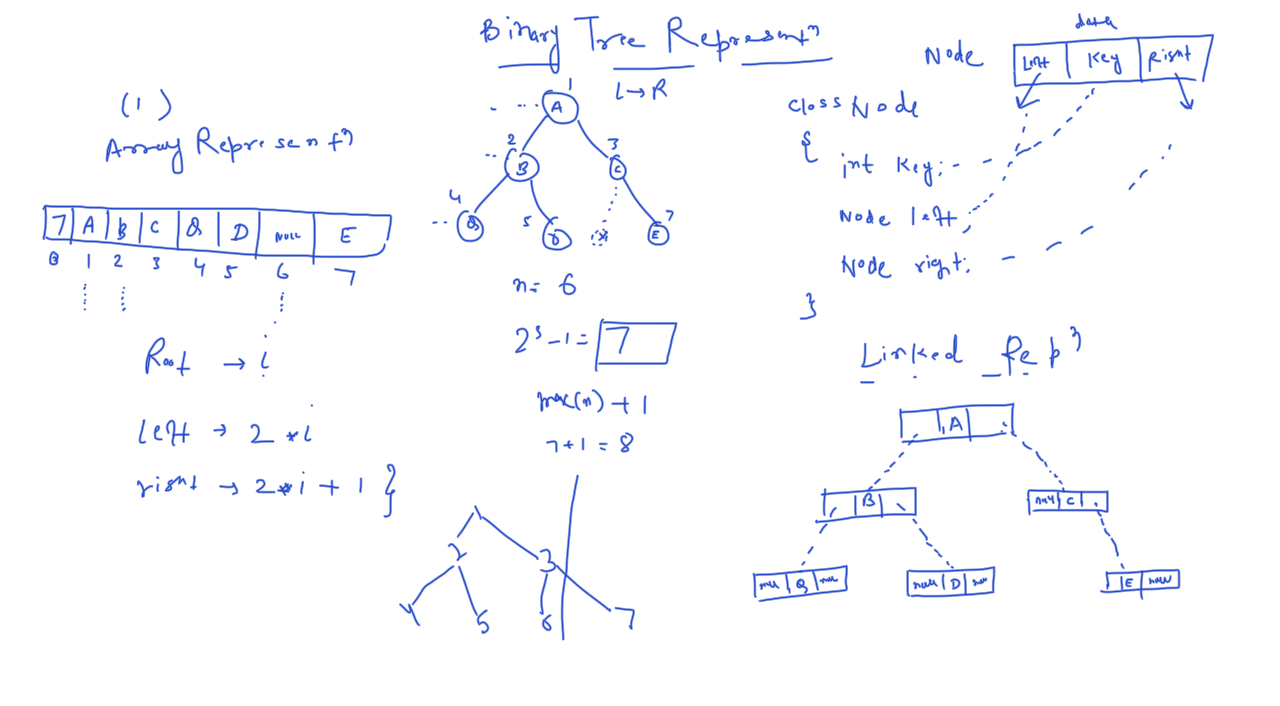 Binary Tree Represent^n
L→R
(1)
Array Represent^n
7 A B C Q D NULL E
0 1 2 3 4 5 6 7
Root → i
left → 2 * i
right → 2 * i + 1 }
1
A
2
B
3
C
4
Q
5
D
7
E
n = 6
2^3 - 1 = 7
max(n) + 1
7 + 1 = 8
1
2 3
4 5 6 7
data
Node
Left Key Right
class Node
{
int key;
Node left;
Node right;
}
Linked Rep^n
A
B
null C
null Q null
null D null
E null